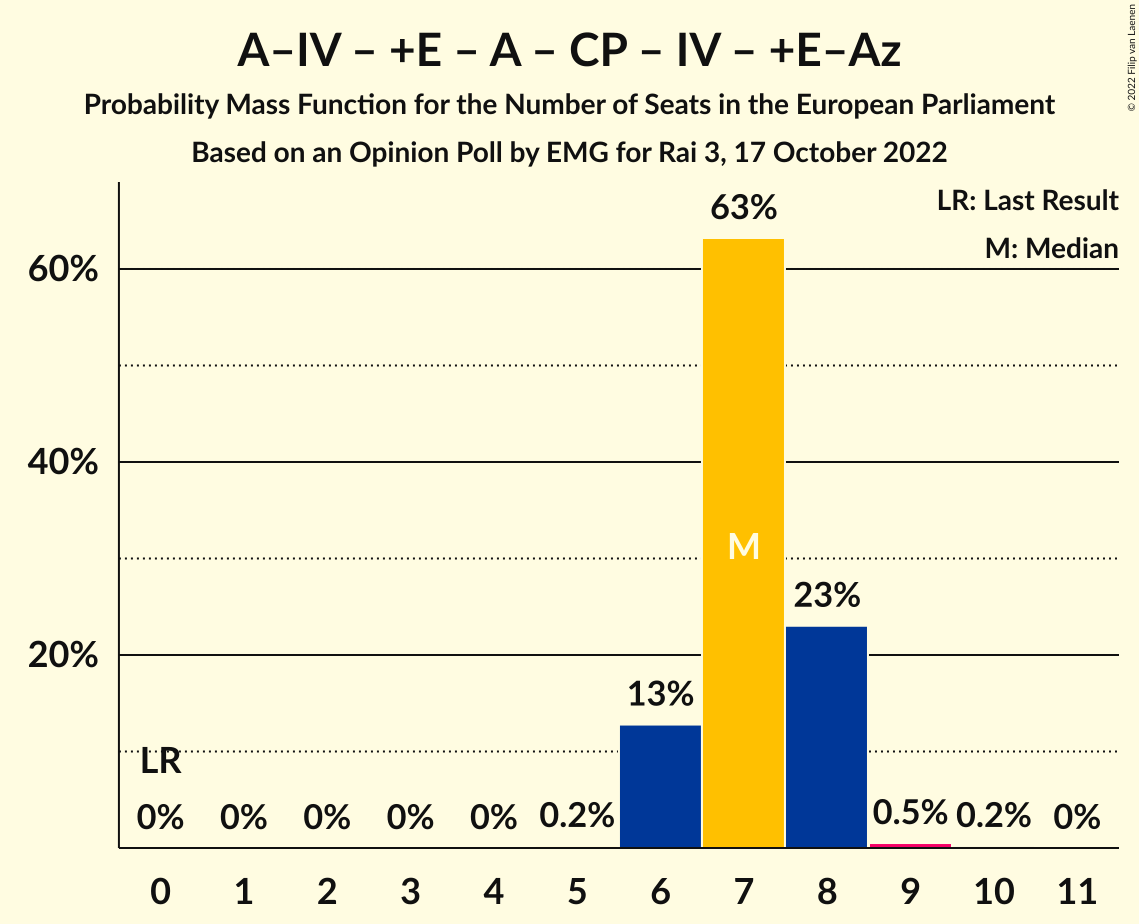 A–IV – +E – A – CP – IV – +E–Az
Probability Mass Function for the Number of Seats in the European Parliament
Based on an Opinion Poll by EMG for Rai 3, 17 October 2022
© 2022 Filip van Laenen
LR: Last Result
M: Median
63%
60%
40%
M
23%
20%
13%
LR
0% 0% 0% 0% 0% 0.2% 0.5% 0.2% 0%
0 1 2 3 4 5 6 7 8 9 10 11